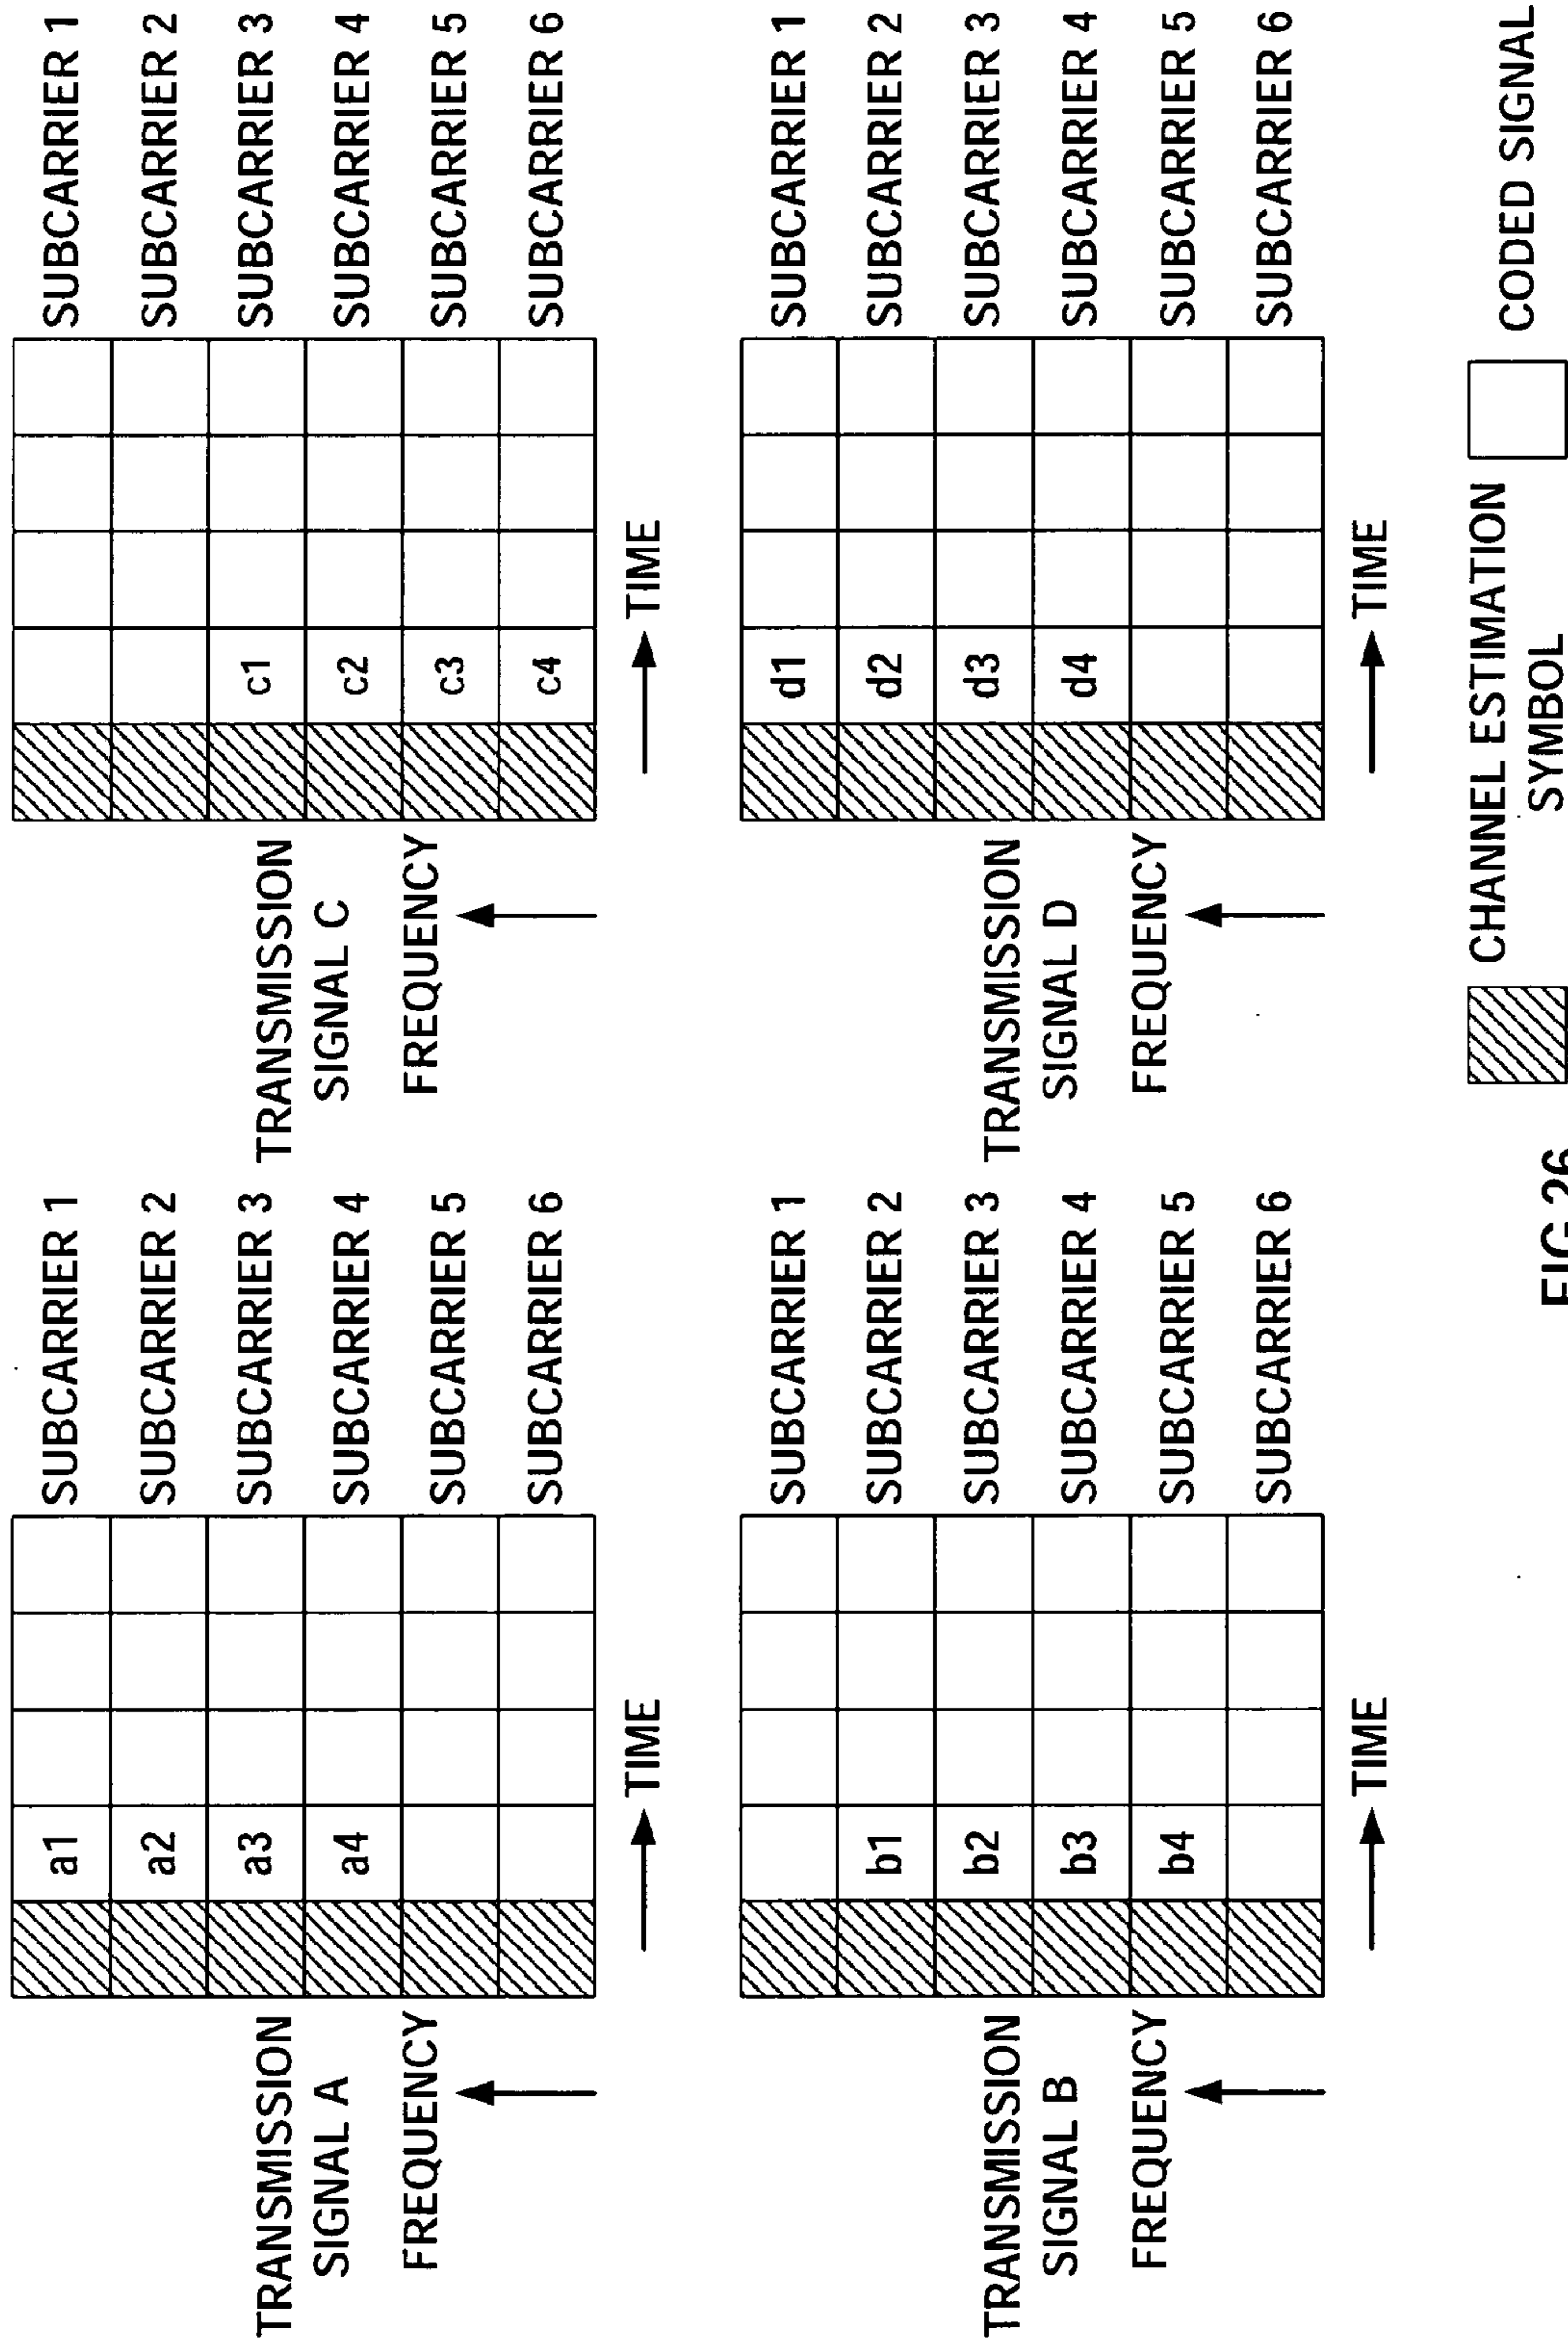 TRANSMISSION
SIGNAL A
FREQUENCY
a1
a2
a3
a4
TIME
SUBCARRIER 1
SUBCARRIER 2
SUBCARRIER 3
SUBCARRIER 4
SUBCARRIER 5
SUBCARRIER 6
TRANSMISSION
SIGNAL C
FREQUENCY
c1
c2
c3
c4
TIME
SUBCARRIER 1
SUBCARRIER 2
SUBCARRIER 3
SUBCARRIER 4
SUBCARRIER 5
SUBCARRIER 6
TRANSMISSION
SIGNAL B
FREQUENCY
b1
b2
b3
b4
TIME
SUBCARRIER 1
SUBCARRIER 2
SUBCARRIER 3
SUBCARRIER 4
SUBCARRIER 5
SUBCARRIER 6
TRANSMISSION
SIGNAL D
FREQUENCY
d1
d2
d3
d4
TIME
SUBCARRIER 1
SUBCARRIER 2
SUBCARRIER 3
SUBCARRIER 4
SUBCARRIER 5
SUBCARRIER 6
CHANNEL ESTIMATION
SYMBOL
CODED SIGNAL
FIG.26